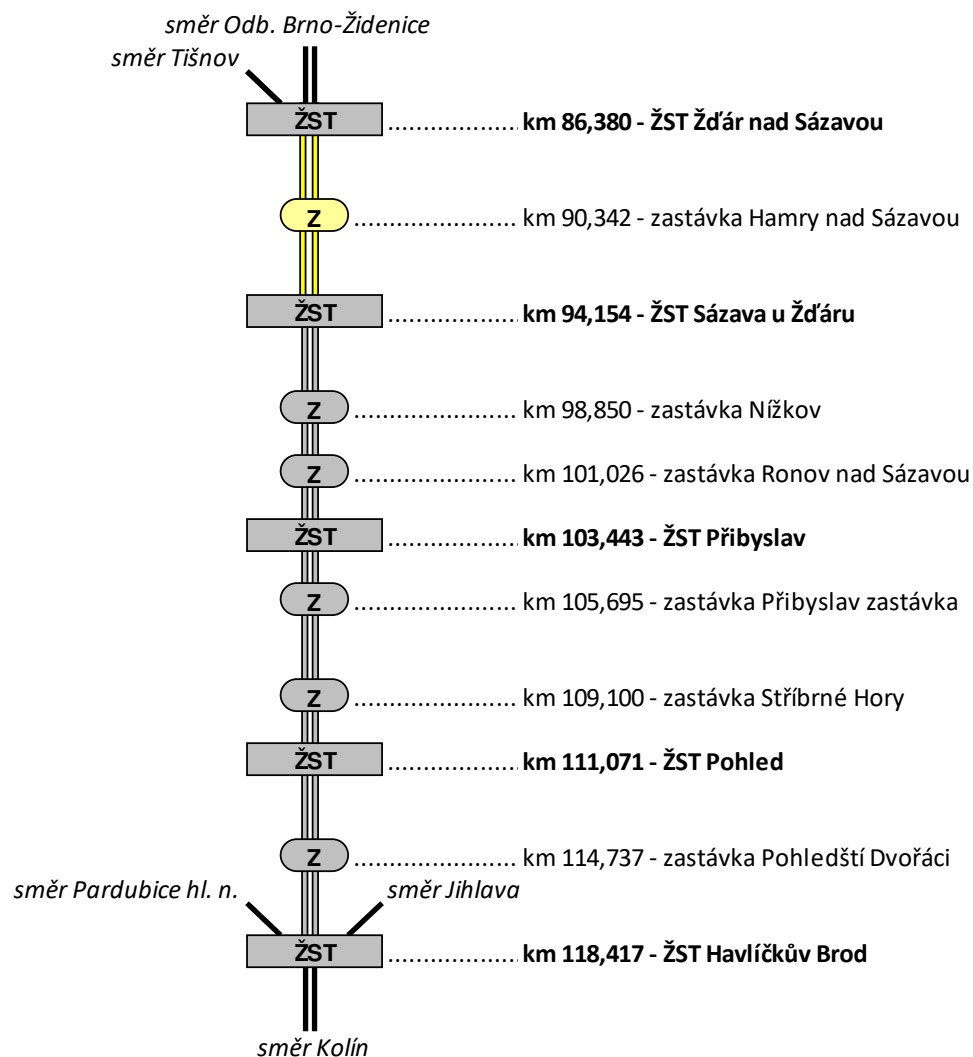 směr Odb. Brno-Židenice
směr Tišnov
ŽST ............... km 86,380 - ŽST Žďár nad Sázavou
Z ................... km 90,342 - zastávka Hamry nad Sázavou
ŽST ............... km 94,154 - ŽST Sázava u Žďáru
Z ................... km 98,850 - zastávka Nížkov
Z ................... km 101,026 - zastávka Ronov nad Sázavou
ŽST ............... km 103,443 - ŽST Přibyslav
Z ................... km 105,695 - zastávka Přibyslav zastávka
Z ................... km 109,100 - zastávka Stříbrné Hory
ŽST ............... km 111,071 - ŽST Pohled
Z ................... km 114,737 - zastávka Pohledští Dvořáci
směr Pardubice hl. n. směr Jihlava
ŽST ............... km 118,417 - ŽST Havlíčkův Brod
směr Kolín